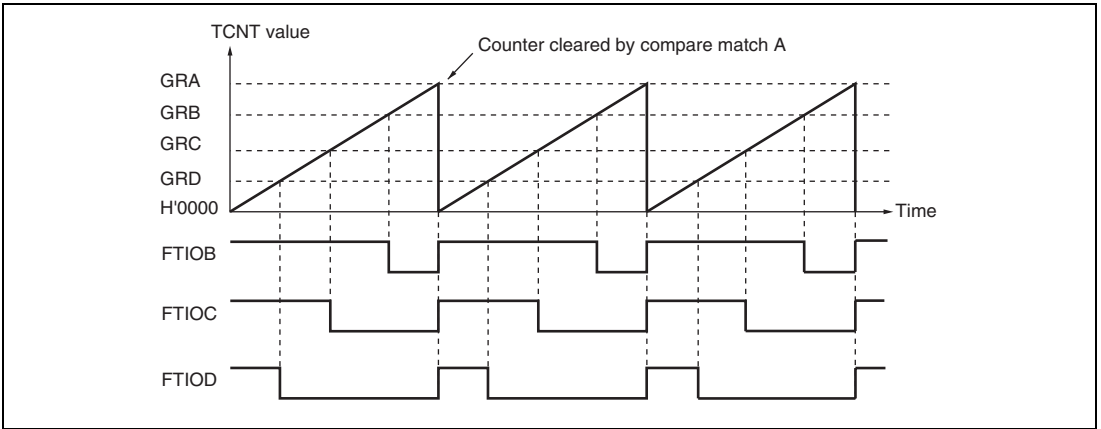 TCNT value
Counter cleared by compare match A
GRA
GRB
GRC
GRD
H'0000
Time
FTIOB
FTIOC
FTIOD